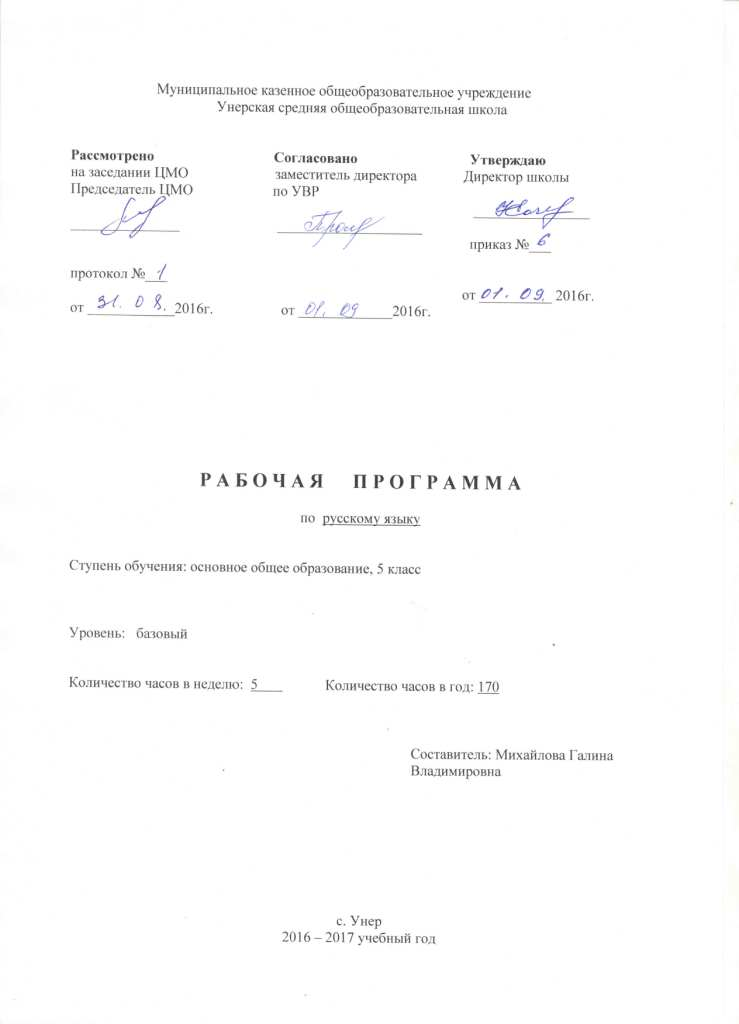 Муниципальное казенное общеобразовательное учреждение
Унерская средняя общеобразовательная школа
Рассмотрено
на заседании ЦМО
Председатель ЦМО
протокол № 1
от 31.08.2016г.
Согласовано
заместитель директора
по УВР
от 01.09 2016г.
Утверждаю
Директор школы
приказ № 6
от 01.09. 2016г.
РАБОЧАЯ ПРОГРАММА
по русскому языку
Ступень обучения: основное общее образование, 5 класс
Уровень: базовый
Количество часов в неделю: 5 Количество часов в год: 170
Составитель: Михайлова Галина
Владимировна
с. Унер
2016 – 2017 учебный год